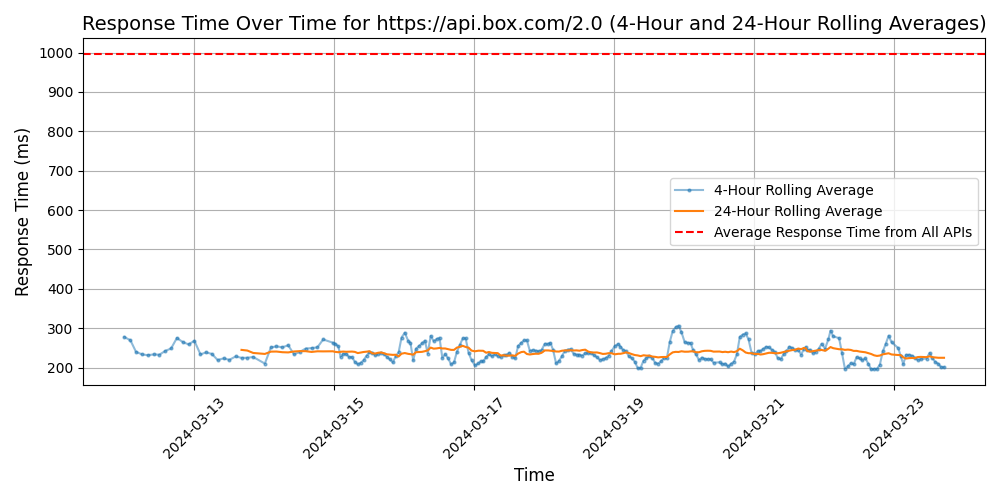 Response Time Over Time for https://api.box.com/2.0 (4-Hour and 24-Hour Rolling Averages)
Response Time (ms)
1000
900
800
700
600
500
400
300
200
4-Hour Rolling Average
24-Hour Rolling Average
Average Response Time from All APIs
2024-03-13
2024-03-15
2024-03-17
2024-03-19
2024-03-21
2024-03-23
Time